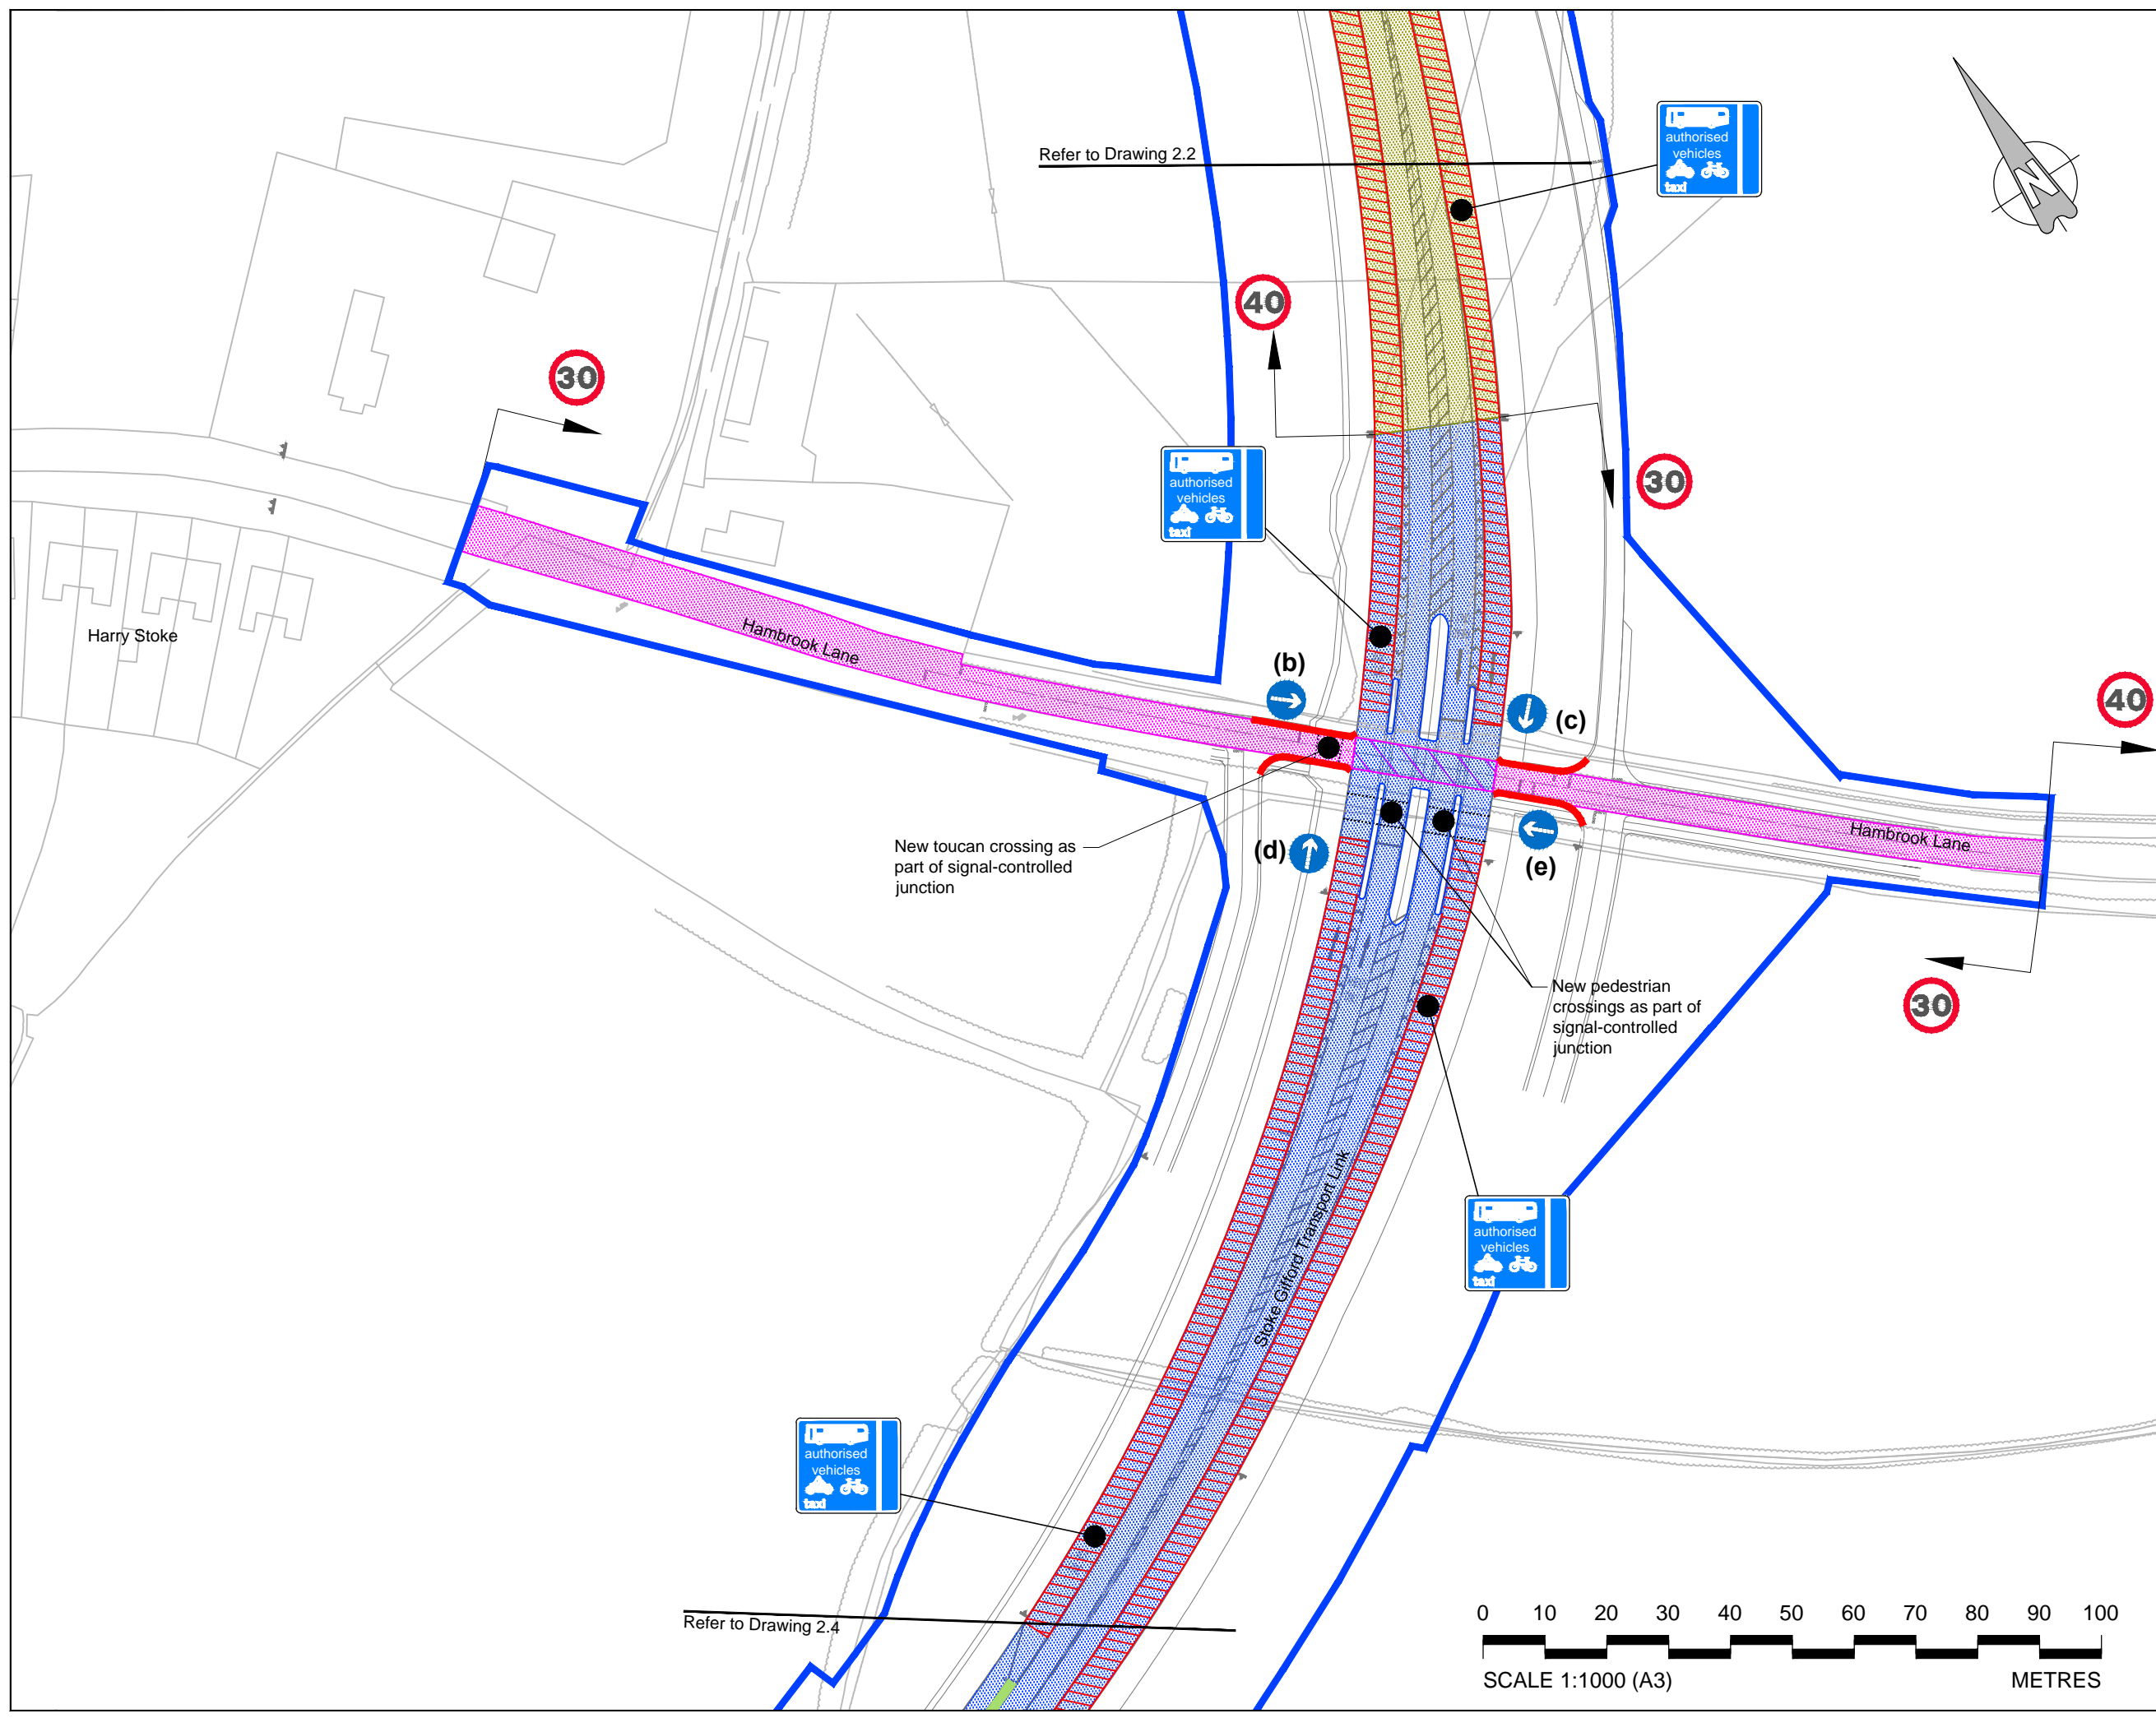 Refer to Drawing 2.2
authorised
vehicles
taxi
N
40
30
authorised
vehicles
taxi
30
Harry Stoke
Hambrook Lane
(b)
(c)
40
New toucan crossing as
part of signal-controlled
junction
(d)
(e)
Hambrook Lane
New pedestrian
crossings as part of
signal-controlled
junction
30
Stoke Gifford Transport Link
authorised
vehicles
taxi
authorised
vehicles
taxi
Refer to Drawing 2.4
0 10 20 30 40 50 60 70 80 90 100
SCALE 1:1000 (A3) METRES